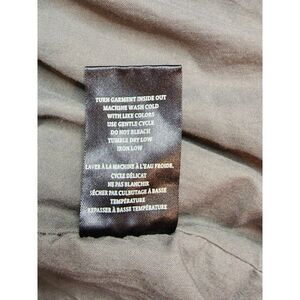 TURN GARMENT INSIDE OUT
MACHINE WASH COLD
WITH LIKE COLORS
USE GENTLE CYCLE
DO NOT BLEACH
TUMBLE DRY LOW
IRON LOW
LAVER À LA MACHINE À L'EAU FROIDE,
CYCLE DÉLICAT
NE PAS BLANCHIR
SÉCHER PAR CULBUTAGE À BASSE
TEMPÉRATURE
REPASSER À BASSE TEMPÉRATURE